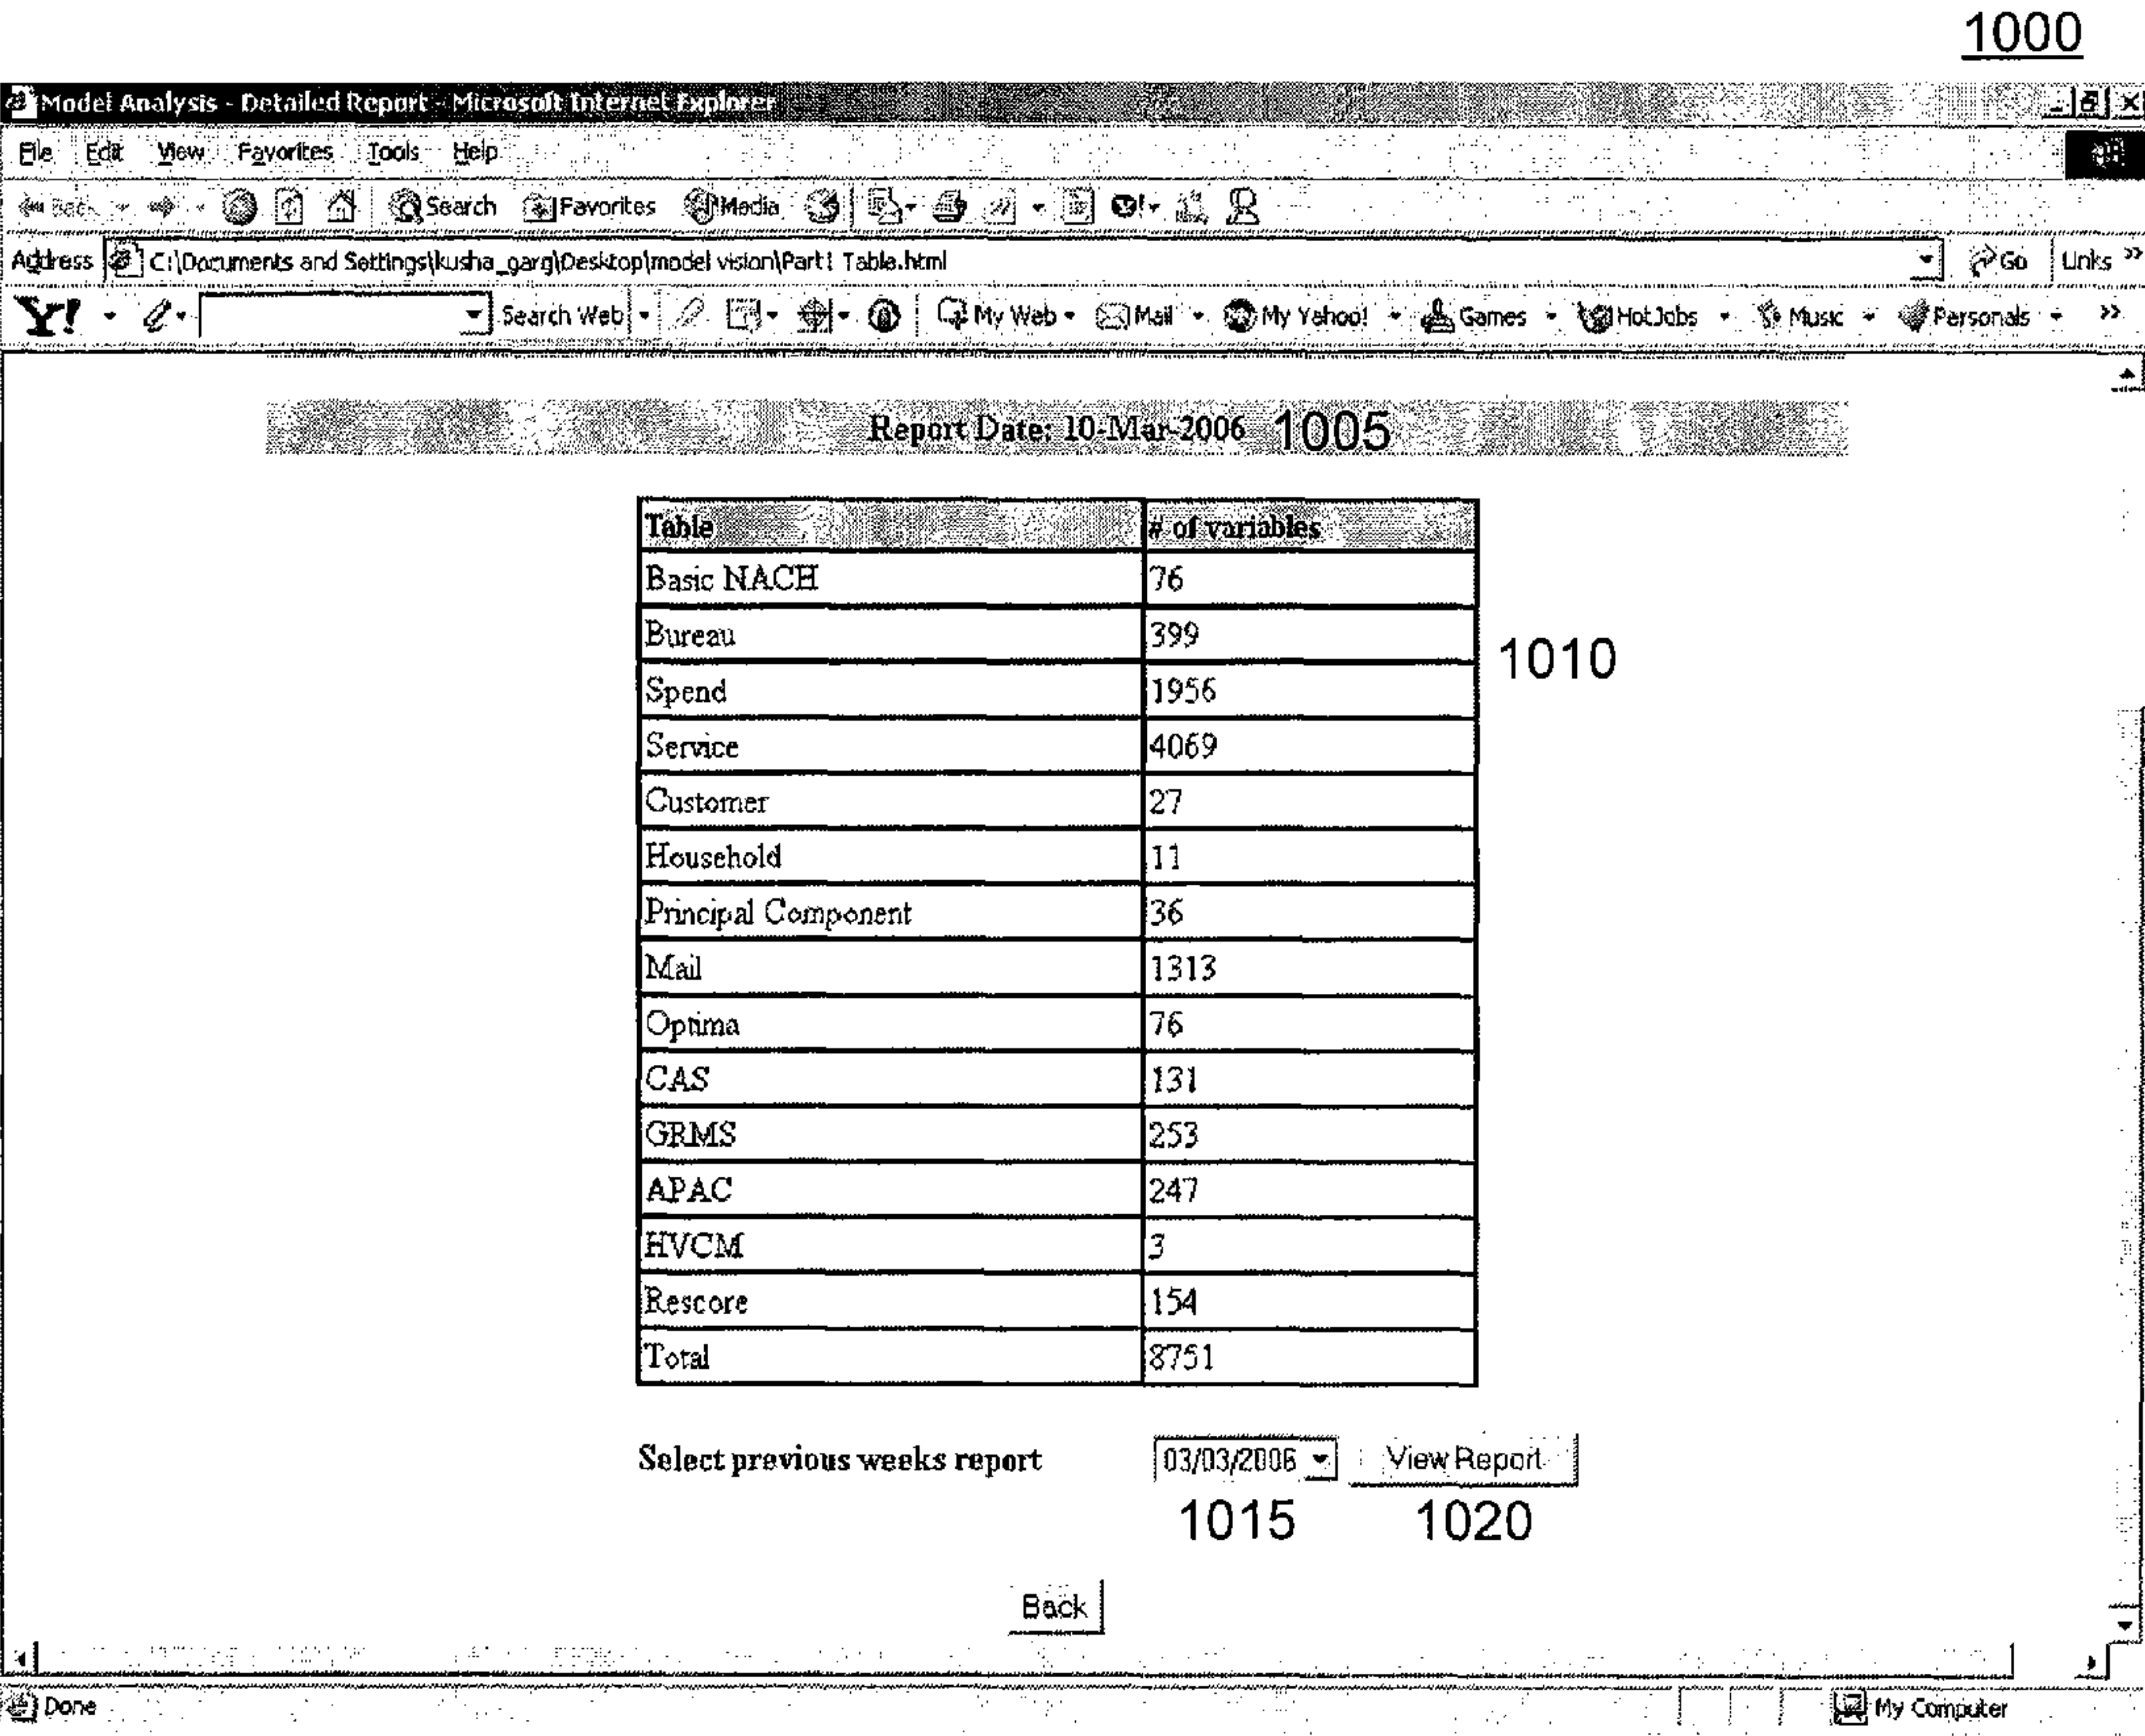 1000
Model Analysis - Detailed Report - Microsoft Internet Explorer
File Edit View Favorites Tools Help
Back Search Favorites Media
Address C:\Documents and Settings\kusha_garg\Desktop\model vision\Part1 Table.html Go Links »
Y! Search Web My Web Mail My Yahoo! Games HotJobs Music Personals »
Report Date: 10-Mar-2006 1005
Table # of variables
Basic NACH 76
Bureau 399
1010
Spend 1956
Service 4069
Customer 27
Household 11
Principal Component 36
Mail 1313
Optima 76
CAS 131
GRMS 253
APAC 247
HVCM 3
Rescore 154
Total 8751
Select previous weeks report 03/03/2006 View Report
1015 1020
Back
Done My Computer